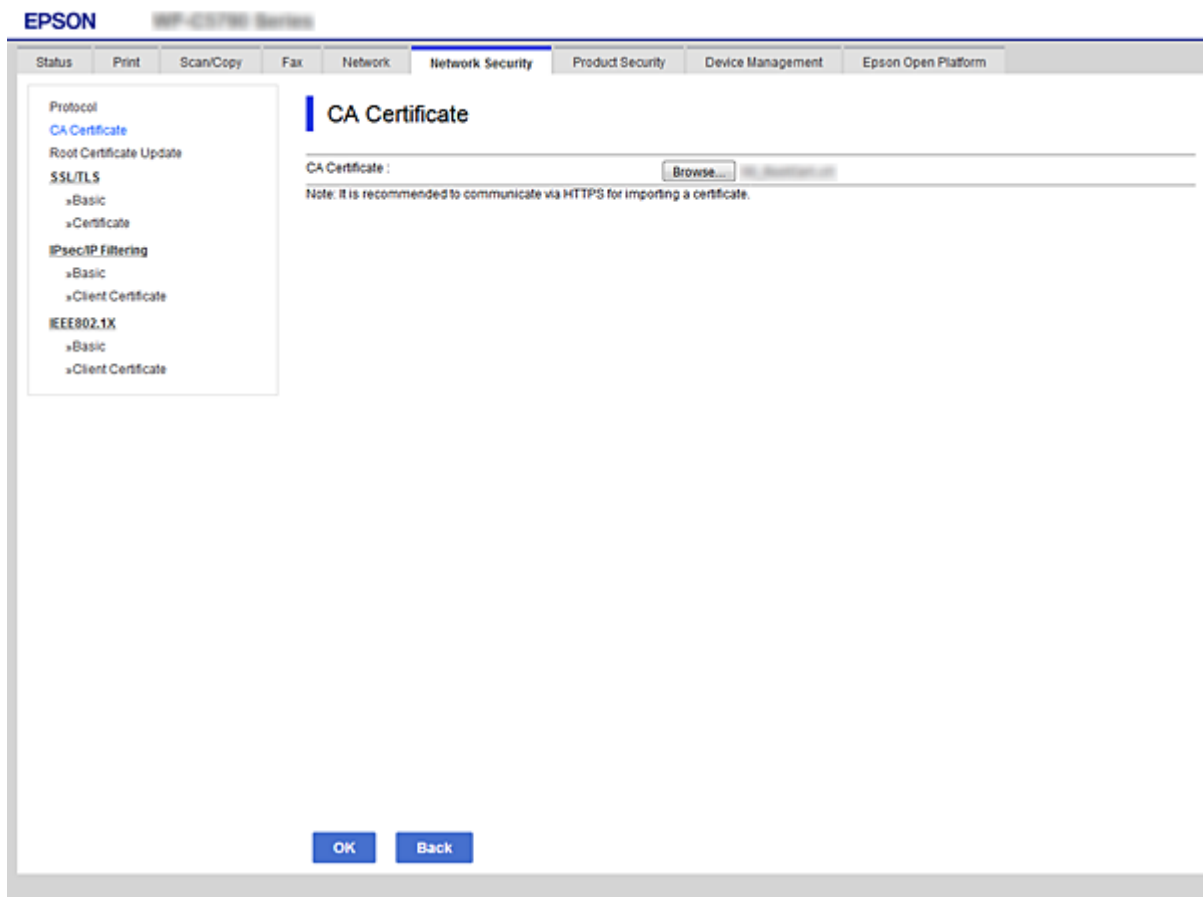 EPSON
Status Print Scan/Copy Fax Network Network Security Product Security Device Management Epson Open Platform
Protocol
CA Certificate
Root Certificate Update
SSL/TLS
»Basic
»Certificate
IPsec/IP Filtering
»Basic
»Client Certificate
IEEE802.1X
»Basic
»Client Certificate
CA Certificate
CA Certificate :
Browse...
Note: It is recommended to communicate via HTTPS for importing a certificate.
OK Back